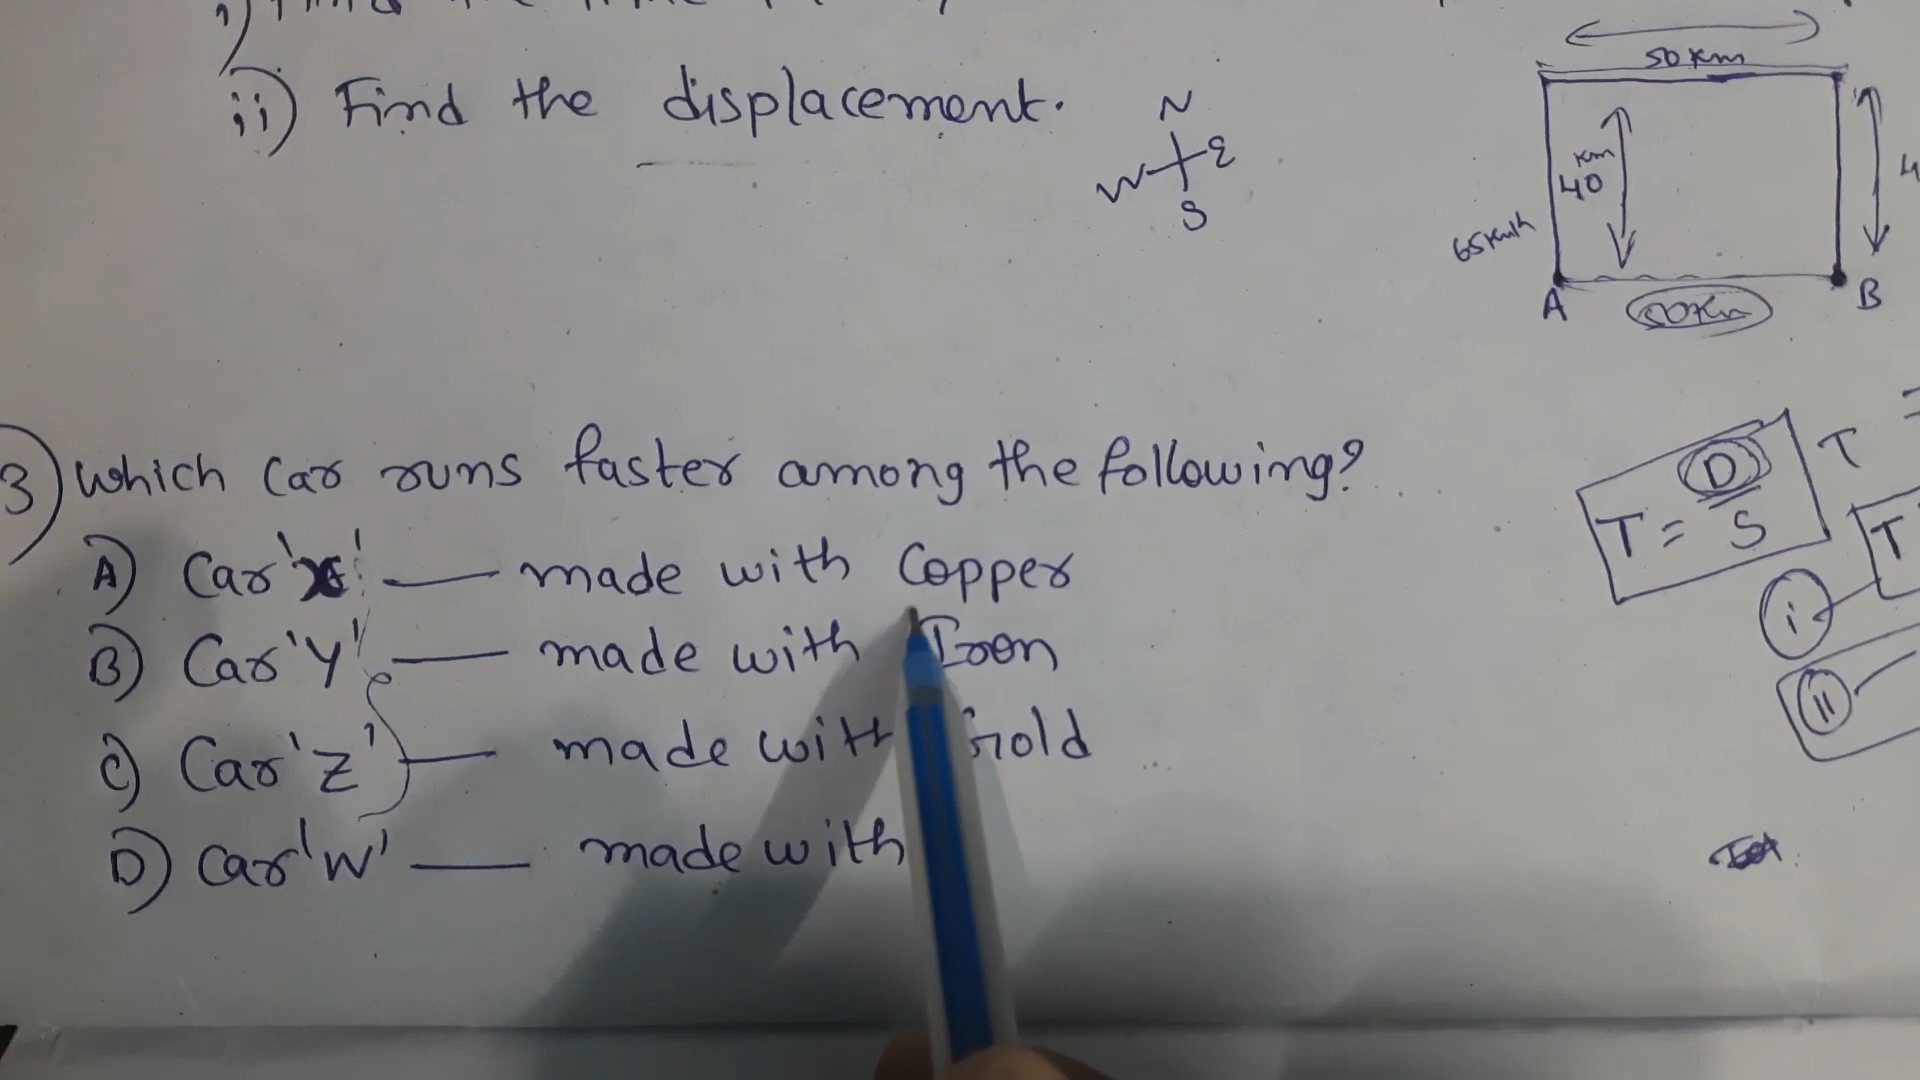 ii) Find the displacement.
N
W E
S
50 Km
40 Km
65 Km/h
A
B
3) Which Car runs faster among the following?
A) Car 'X' — made with Copper
B) Car 'Y' — made with Iron
C) Car 'Z' — made with Gold
D) Car 'W' — made with
T = D
S
T
T
i
ii